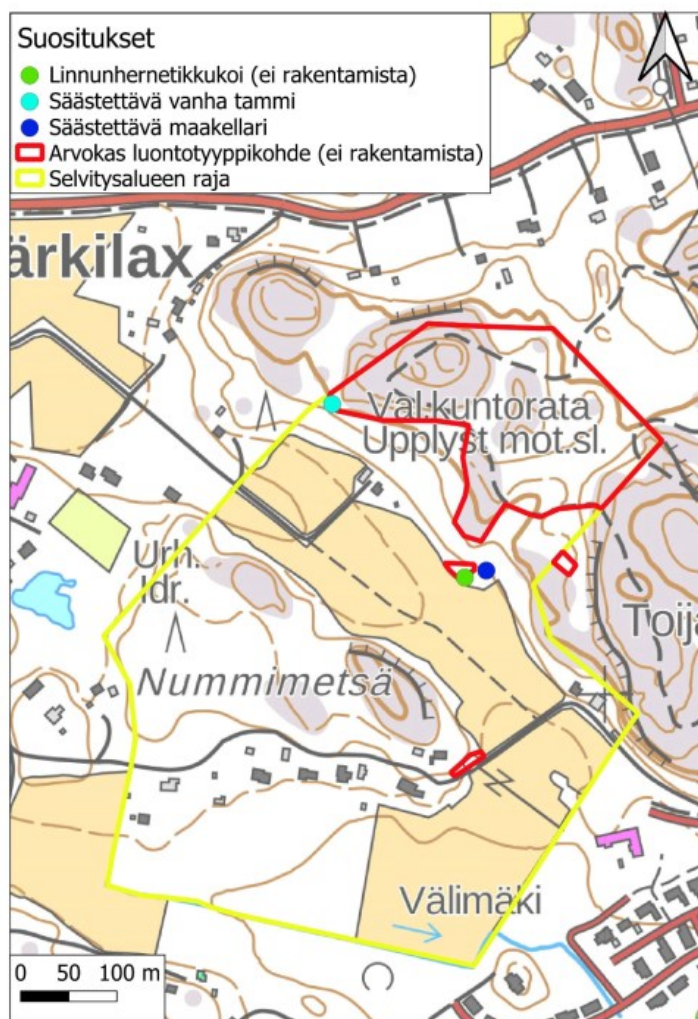 Suositukset
Linnunhernetikkukoi (ei rakentamista)
Säästettävä vanha tammi
Säästettävä maakellari
Arvokas luontotyyppikohde (ei rakentamista)
Selvitysalueen raja
ärkilax
Valkuntorata
Upplyst mot.sl.
Urh.
Idr.
Toija
Nummimetsä
Välimäki
0 50 100 m